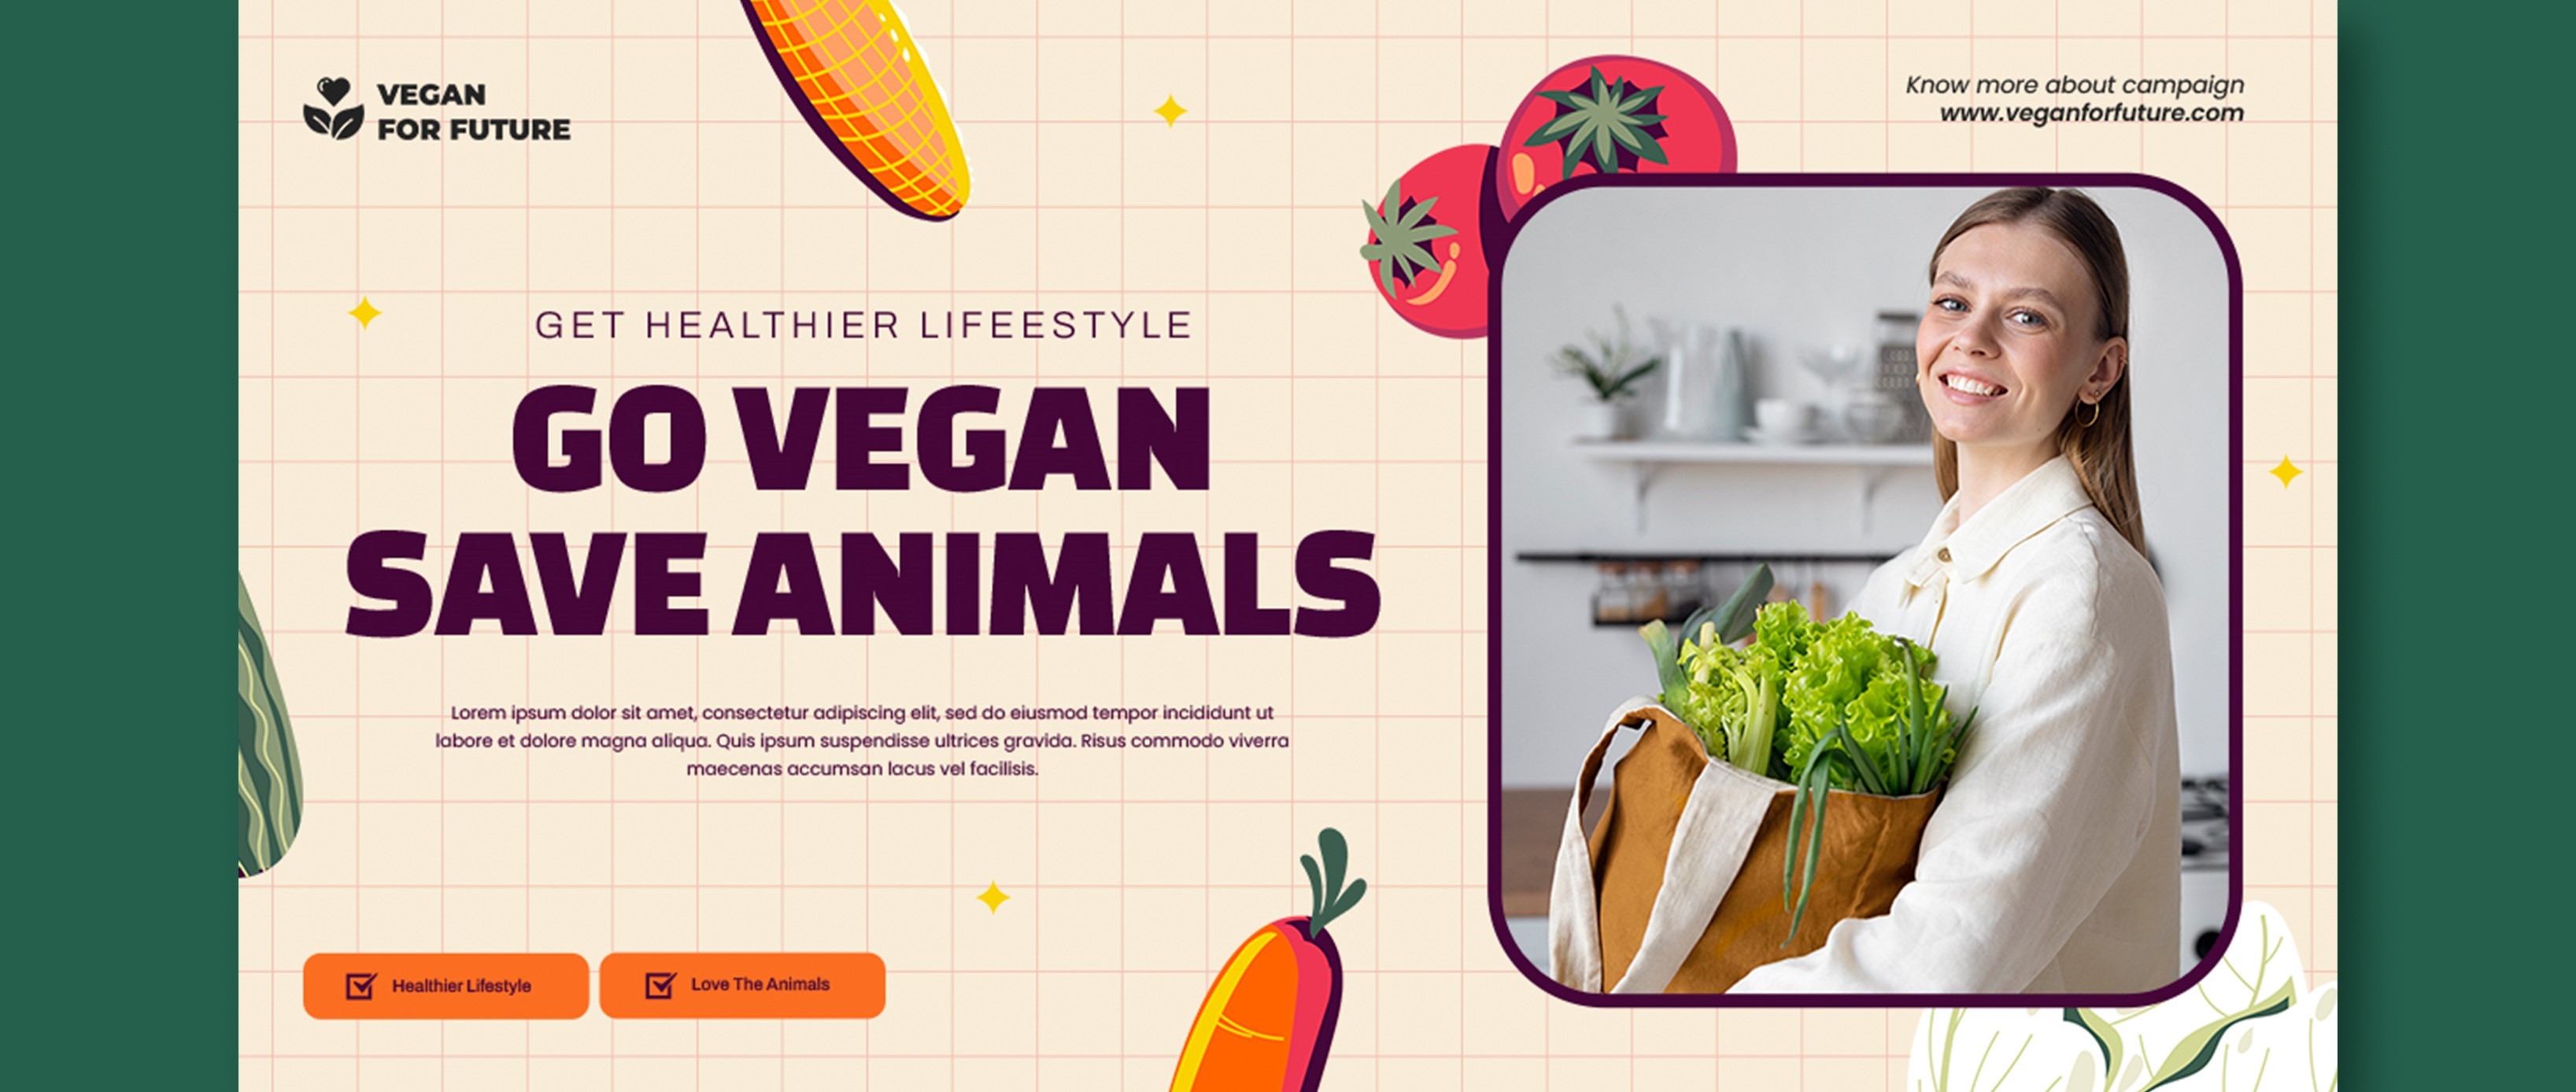 VEGAN
FOR FUTURE
Know more about campaign
www.veganforfuture.com
GET HEALTHIER LIFEESTYLE
GO VEGAN
SAVE ANIMALS
Lorem ipsum dolor sit amet, consectetur adipiscing elit, sed do eiusmod tempor incididunt ut
labore et dolore magna aliqua. Quis ipsum suspendisse ultrices gravida. Risus commodo viverra
maecenas accumsan lacus vel facilisis.
Healthier Lifestyle
Love The Animals